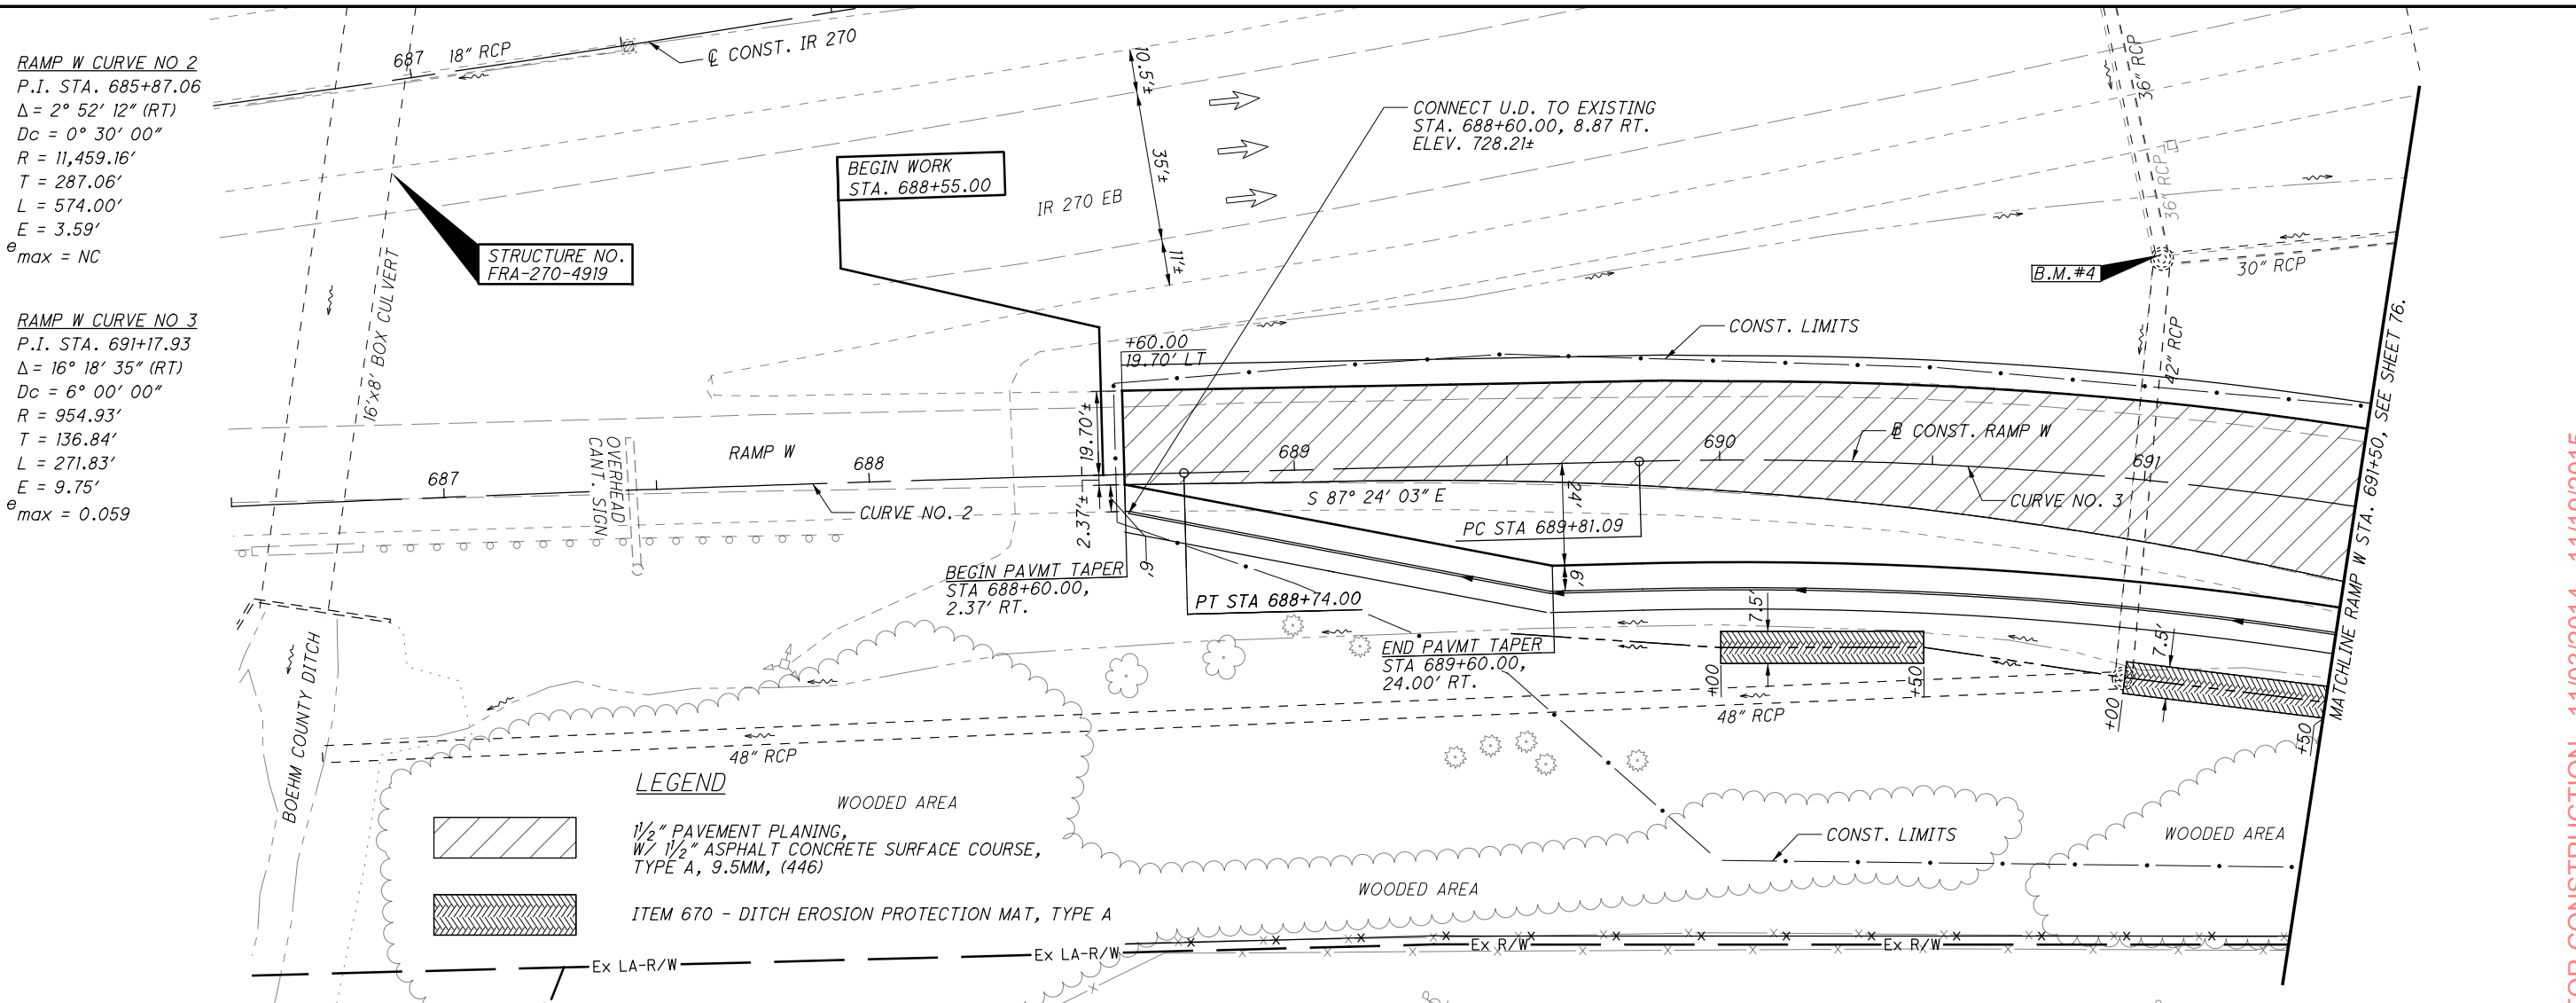 RAMP W CURVE NO 2
P.I. STA. 685+87.06
Δ = 2° 52' 12" (RT)
Dc = 0° 30' 00"
R = 11,459.16'
T = 287.06'
L = 574.00'
E = 3.59'
e max = NC
RAMP W CURVE NO 3
P.I. STA. 691+17.93
Δ = 16° 18' 35" (RT)
Dc = 6° 00' 00"
R = 954.93'
T = 136.84'
L = 271.83'
E = 9.75'
e max = 0.059
687
18" RCP
℄ CONST. IR 270
STRUCTURE NO.
FRA-270-4919
16'x8' BOX CULVERT
BEGIN WORK
STA. 688+55.00
10.5'±
35'±
11'±
IR 270 EB
CONNECT U.D. TO EXISTING
STA. 688+60.00, 8.87 RT.
ELEV. 728.21±
36" RCP
36" RCP
B.M.#4
30" RCP
42" RCP
CONST. LIMITS
+60.00
19.70' LT
19.70'±
2.37'±
RAMP W
OVERHEAD
CANT. SIGN
687
688
689
690
691
CURVE NO. 2
S 87° 24' 03" E
24'
PC STA 689+81.09
B CONST. RAMP W
CURVE NO. 3
MATCHLINE RAMP W STA. 691+50, SEE SHEET 76.
BEGIN PAVMT TAPER
STA 688+60.00,
2.37' RT.
6'
PT STA 688+74.00
6'
END PAVMT TAPER
STA 689+60.00,
24.00' RT.
7.5'
+00
+50
7.5'
+00
+50
48" RCP
48" RCP
BOEHM COUNTY DITCH
LEGEND
1½" PAVEMENT PLANING,
W/ 1½" ASPHALT CONCRETE SURFACE COURSE,
TYPE A, 9.5MM, (446)
ITEM 670 - DITCH EROSION PROTECTION MAT, TYPE A
WOODED AREA
WOODED AREA
WOODED AREA
CONST. LIMITS
Ex LA-R/W
Ex LA-R/W
Ex R/W
Ex R/W